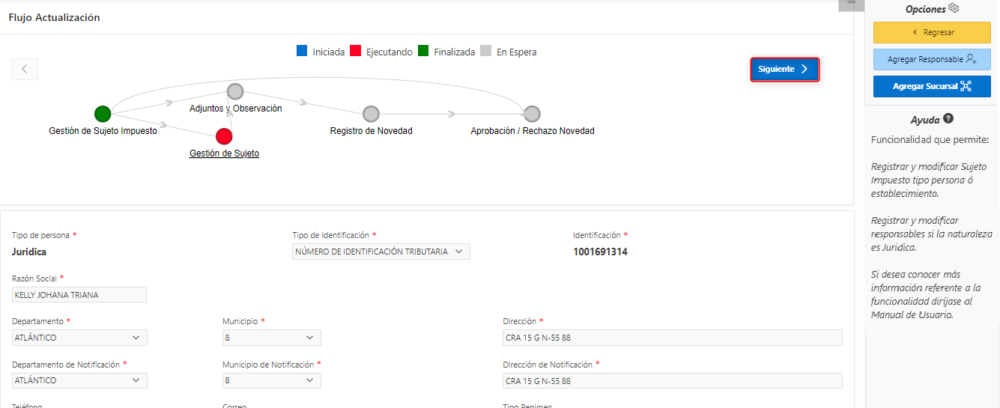 Flujo Actualización
Iniciada Ejecutando Finalizada En Espera
Siguiente
Adjuntos y Observación
Gestión de Sujeto Impuesto
Registro de Novedad
Aprobación / Rechazo Novedad
Gestión de Sujeto
Tipo de persona *
Juridica
Tipo de Identificación *
NÚMERO DE IDENTIFICACIÓN TRIBUTARIA
Identificación *
1001691314
Razón Social *
KELLY JOHANA TRIANA
Departamento *
ATLÁNTICO
Municipio *
8
Dirección *
CRA 15 G N-55 88
Departamento de Notificación *
ATLÁNTICO
Municipio de Notificación *
8
Dirección de Notificación *
CRA 15 G N-55 88
Teléfono
Correo
Tipo Regimen
Opciones
Regresar
Agregar Responsable
Agregar Sucursal
Ayuda
Funcionalidad que permite:
Registrar y modificar Sujeto
Impuesto tipo persona ó
establecimiento.
Registrar y modificar
responsables si la naturaleza
es Juridica.
Si desea conocer más
información referente a la
funcionalidad diríjase al
Manual de Usuario.